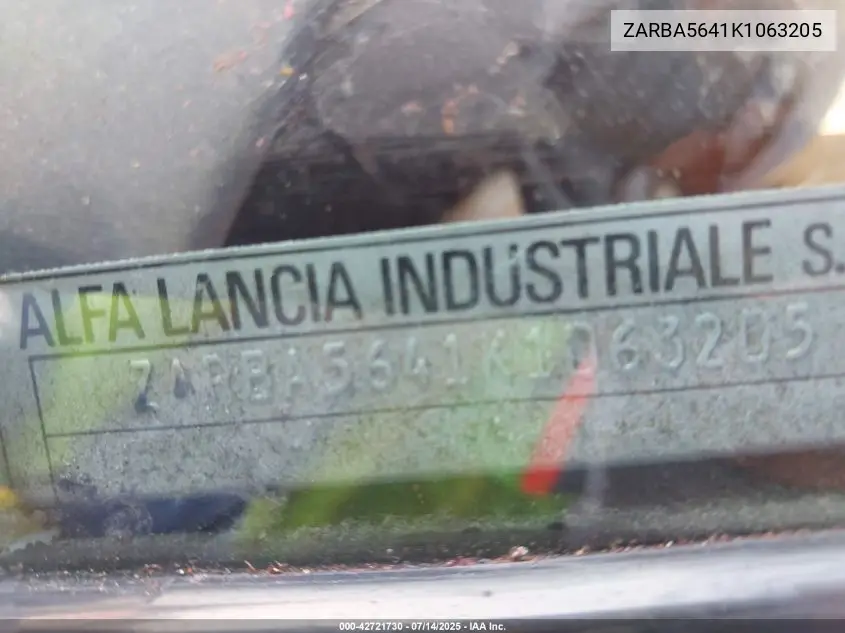 ZARBA5641K1063205
ALFA LANCIA INDUSTRIALE S.
ZARBA5641K1063205
000-42721730 - 07/14/2025 - IAA Inc.